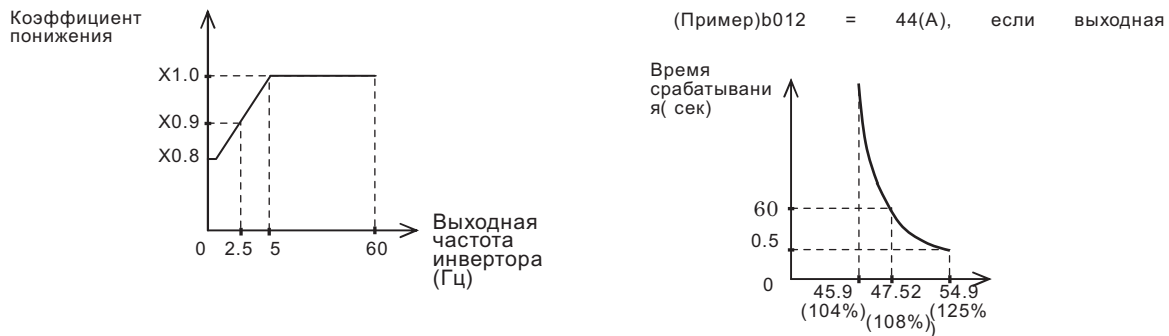 Коэффициент
понижения
X1.0
X0.9
X0.8
0
2.5
5
60
Выходная
частота
инвертора
(Гц)
(Пример)b012 = 44(A), если выходная
Время
срабатывани
я( сек)
60
0.5
0
45.9
(104%)
47.52
(108%)
54.9
(125%
)